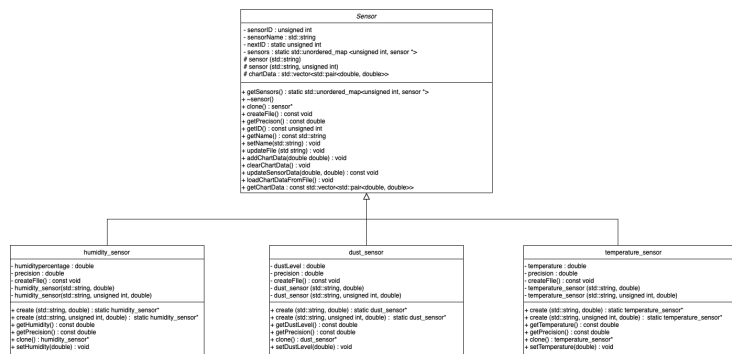 Sensor
- sensorID : unsigned int
- sensorName : std::string
- nextID : static unsigned int
- sensors : static std::unordered_map <unsigned int, sensor *>
# sensor (std::string)
# sensor (std::string, unsigned int)
# chartData : std::vector<std::pair<double, double>>
+ getSensors() : static std::unordered_map<unsigned int, sensor *>
+ ~sensor()
+ clone() : sensor*
+ createFile() : const void
+ getPrecison() : const double
+ getID() : const unsigned int
+ getName() : const std::string
+ setName(std::string) : void
+ updateFile (std string) : void
+ addChartData(double double) : void
+ clearChartData() : void
+ updateSensorData(double, double) : const void
+ loadChartDataFromFile() : void
+ getChartData : const std::vector<std::pair<double, double>>
humidity_sensor
- humiditypercentage : double
- precision : double
- createFIle() : const void
- humidity_sensor(std::string, double)
- humidity_sensor(std::string, unsigned int, double)
+ create (std::string, double) : static humidity_sensor*
+ create (std::string, unsigned int, double) : static humidity_sensor*
+ getHumidity() : const double
+ getPrecision() : const double
+ clone() : humidity_sensor*
+ setHumidity(double) : void
dust_sensor
- dustLevel : double
- precision : double
- createFIle() : const void
- dust_sensor (std::string, double)
- dust_sensor (std::string, unsigned int, double)
+ create (std::string, double) : static dust_sensor*
+ create (std::string, unsigned int, double) : static dust_sensor*
+ getDustLevel() : const double
+ getPrecision() : const double
+ clone() : dust_sensor*
+ setDustLevel(double) : void
temperature_sensor
- temperature : double
- precision : double
- createFIle() : const void
- temperature_sensor (std::string, double)
- temperature_sensor (std::string, unsigned int, double)
+ create (std::string, double) : static temperature_sensor*
+ create (std::string, unsigned int, double) : static temperature_sensor*
+ getTemperature() : const double
+ getPrecision() : const double
+ clone() : temperature_sensor*
+ setTemperature(double) : void